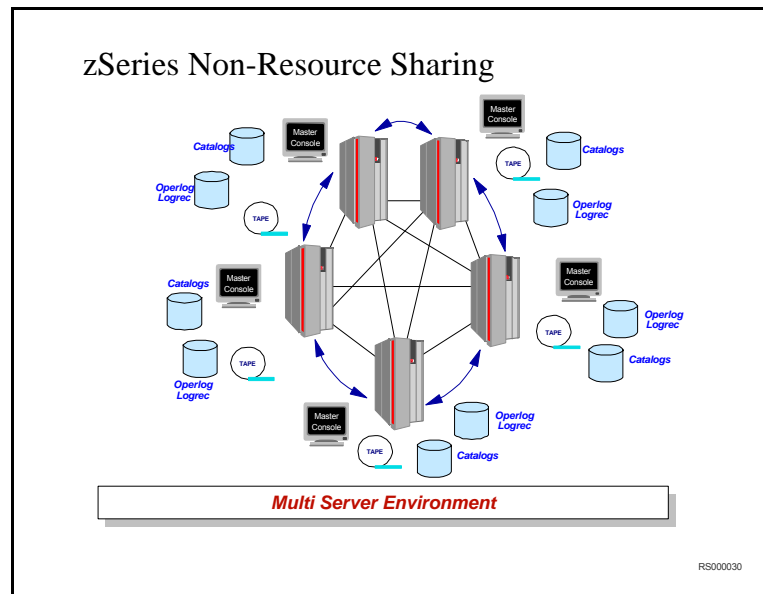 zSeries Non-Resource Sharing
Master
Console
Catalogs
Operlog
Logrec
TAPE
Master
Console
TAPE
Catalogs
Operlog
Logrec
Catalogs
Master
Console
Operlog
Logrec
TAPE
Master
Console
TAPE
Operlog
Logrec
Catalogs
Master
Console
TAPE
Operlog
Logrec
Catalogs
Multi Server Environment
RS000030